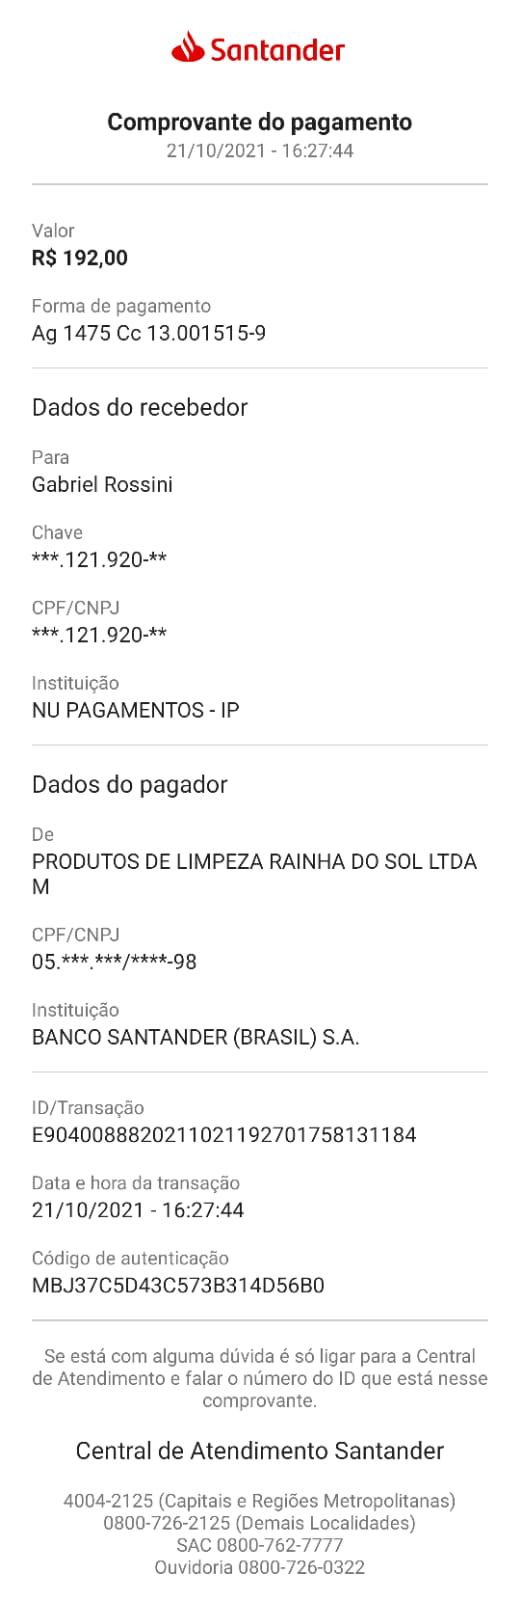 Santander
Comprovante do pagamento
21/10/2021 - 16:27:44
Valor
R$ 192,00
Forma de pagamento
Ag 1475 Cc 13.001515-9
Dados do recebedor
Para
Gabriel Rossini
Chave
***.121.920-**
CPF/CNPJ
***.121.920-**
Instituição
NU PAGAMENTOS - IP
Dados do pagador
De
PRODUTOS DE LIMPEZA RAINHA DO SOL LTDA
M
CPF/CNPJ
05.***.***/****-98
Instituição
BANCO SANTANDER (BRASIL) S.A.
ID/Transação
E9040088820211021192701758131184
Data e hora da transação
21/10/2021 - 16:27:44
Código de autenticação
MBJ37C5D43C573B314D56B0
Se está com alguma dúvida é só ligar para a Central
de Atendimento e falar o número do ID que está nesse
comprovante.
Central de Atendimento Santander
4004-2125 (Capitais e Regiões Metropolitanas)
0800-726-2125 (Demais Localidades)
SAC 0800-762-7777
Ouvidoria 0800-726-0322